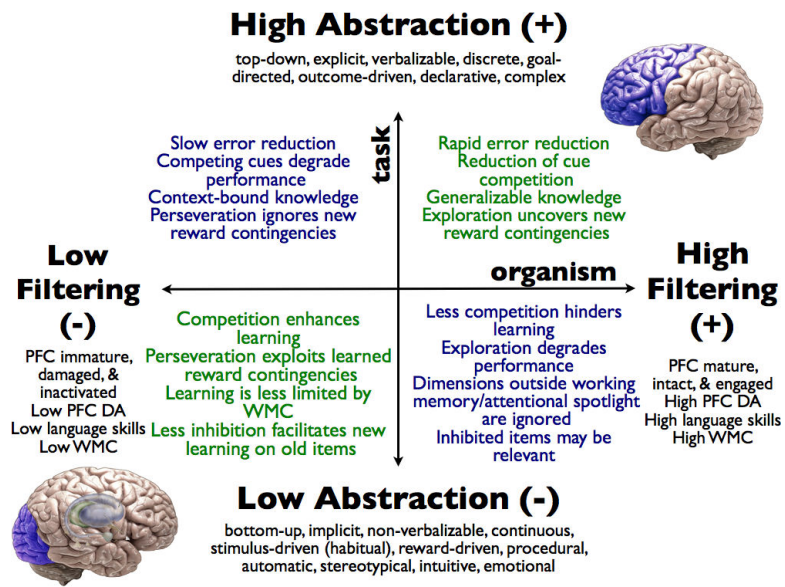 High Abstraction (+)
top-down, explicit, verbalizable, discrete, goal-
directed, outcome-driven, declarative, complex
task
Slow error reduction
Competing cues degrade
performance
Context-bound knowledge
Perseveration ignores new
reward contingencies
Rapid error reduction
Reduction of cue
competition
Generalizable knowledge
Exploration uncovers new
reward contingencies
Low
Filtering
(-)
PFC immature,
damaged, &
inactivated
Low PFC DA
Low language skills
Low WMC
organism
High
Filtering
(+)
PFC mature,
intact, & engaged
High PFC DA
High language skills
High WMC
Competition enhances
learning
Perseveration exploits learned
reward contingencies
Learning is less limited by
WMC
Less inhibition facilitates new
learning on old items
Less competition hinders
learning
Exploration degrades
performance
Dimensions outside working
memory/attentional spotlight
are ignored
Inhibited items may be
relevant
Low Abstraction (-)
bottom-up, implicit, non-verbalizable, continuous,
stimulus-driven (habitual), reward-driven, procedural,
automatic, stereotypical, intuitive, emotional